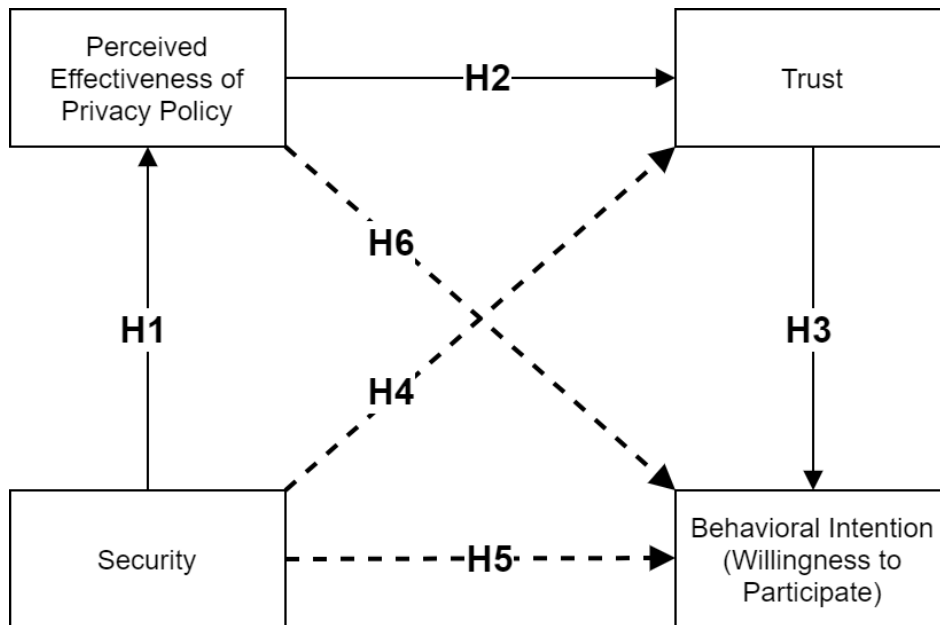 Perceived
Effectiveness of
Privacy Policy
H2
Trust
H6
H1
H3
H4
Security
H5
Behavioral Intention
(Willingness to
Participate)